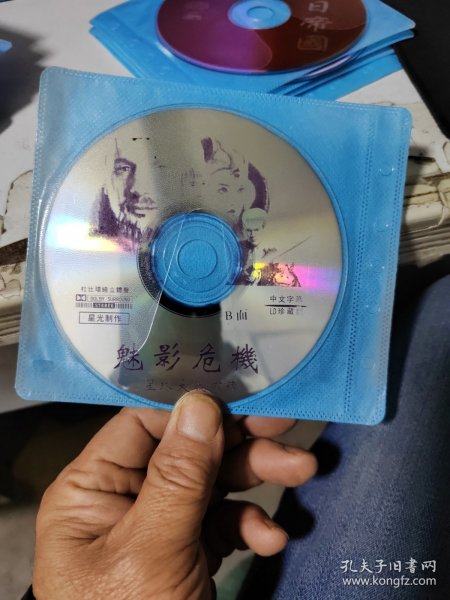 日帝國
杜比環繞立體聲
DOLBY SURROUND
STEREO
星光制作
B面
中文字幕
LD珍藏
魅影危機
孔夫子旧书网
www.kongfz.com